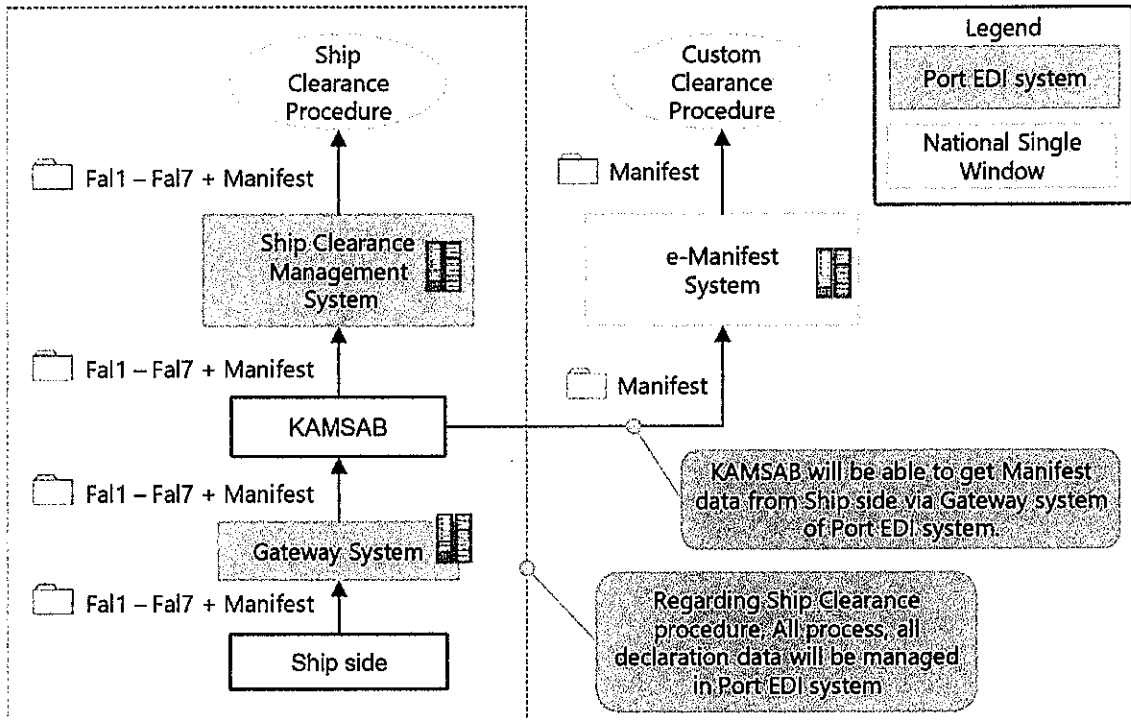 Ship
Clearance
Procedure
Custom
Clearance
Procedure
Legend
Port EDI system
National Single
Window
Fal1 – Fal7 + Manifest
Manifest
Ship Clearance
Management
System
e-Manifest
System
Fal1 – Fal7 + Manifest
Manifest
KAMSAB
KAMSAB will be able to get Manifest
data from Ship side via Gateway system
of Port EDI system.
Fal1 – Fal7 + Manifest
Gateway System
Fal1 – Fal7 + Manifest
Regarding Ship Clearance
procedure, All process, all
declaration data will be managed
in Port EDI system
Ship side